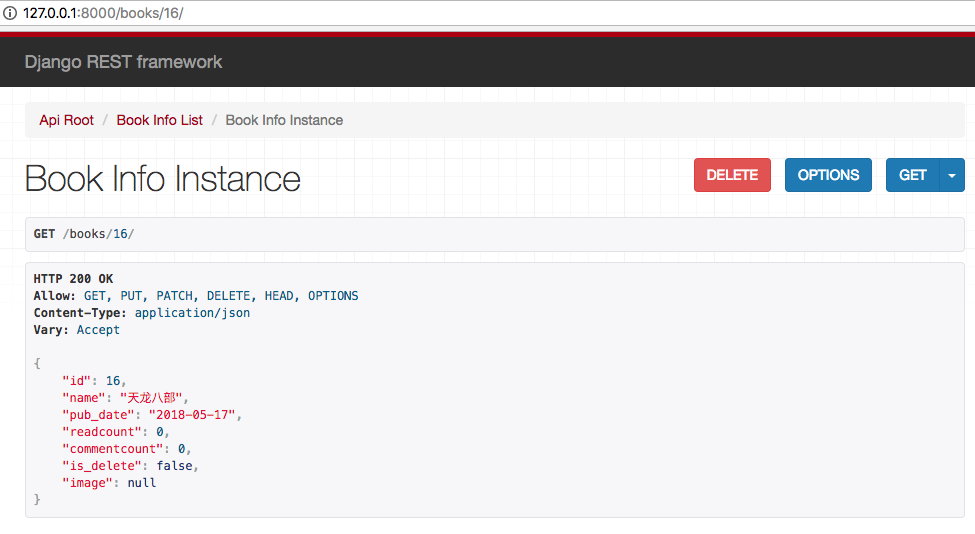 127.0.0.1:8000/books/16/
Django REST framework
Api Root / Book Info List / Book Info Instance
Book Info Instance
DELETE
OPTIONS
GET
GET /books/16/
HTTP 200 OK
Allow: GET, PUT, PATCH, DELETE, HEAD, OPTIONS
Content-Type: application/json
Vary: Accept
{
"id": 16,
"name": "天龙八部",
"pub_date": "2018-05-17",
"readcount": 0,
"commentcount": 0,
"is_delete": false,
"image": null
}